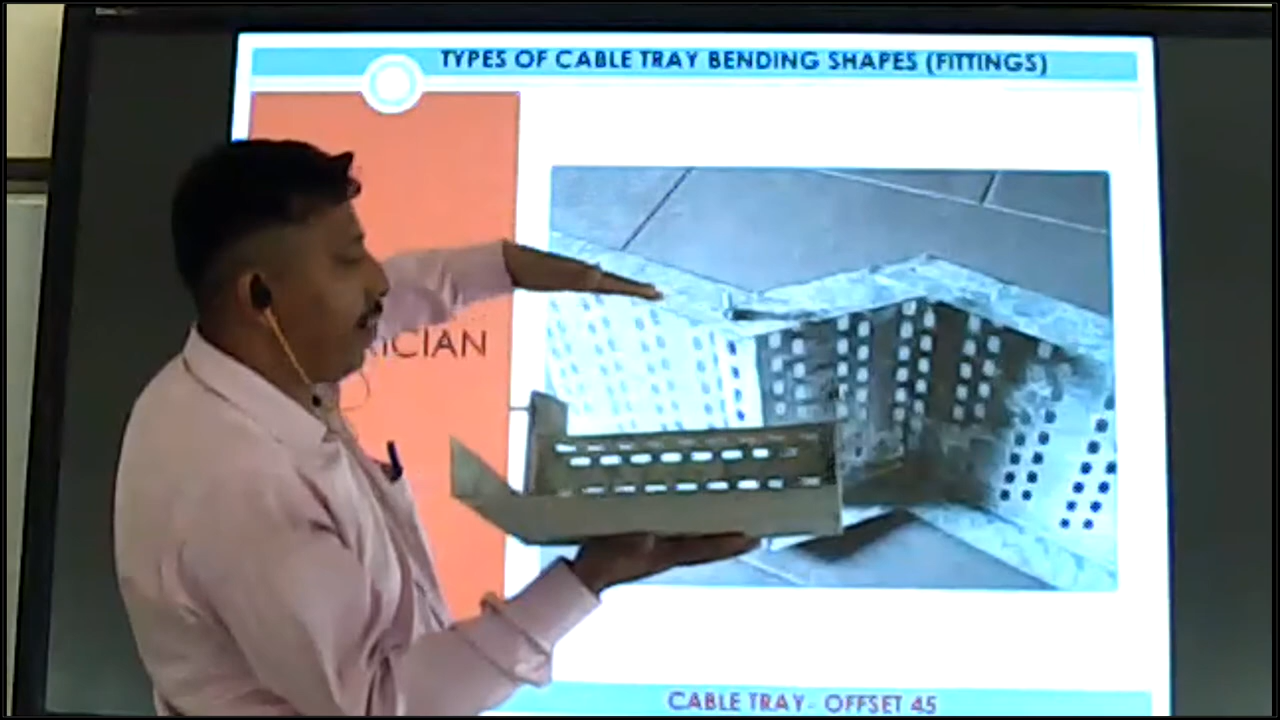 TYPES OF CABLE TRAY BENDING SHAPES (FITTINGS)
RICIAN
CABLE TRAY- OFFSET 45